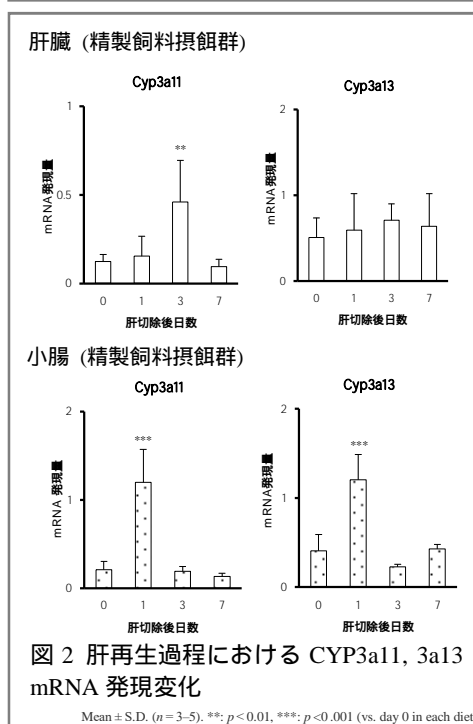 肝臓 (精製飼料摂餌群)
Cyp3a11
1
0.5
0
mRNA発現量
**
0 1 3 7
肝切除後日数
Cyp3a13
2
1
0
mRNA発現量
0 1 3 7
肝切除後日数
小腸 (精製飼料摂餌群)
Cyp3a11
2
1
0
mRNA 発現量
***
0 1 3 7
肝切除後日数
Cyp3a13
2
1
0
mRNA 発現量
***
0 1 3 7
肝切除後日数
図 2 肝再生過程における CYP3a11, 3a13
mRNA 発現変化
Mean ± S.D. (n = 3–5). **: p < 0.01, ***: p <0 .001 (vs. day 0 in each diet